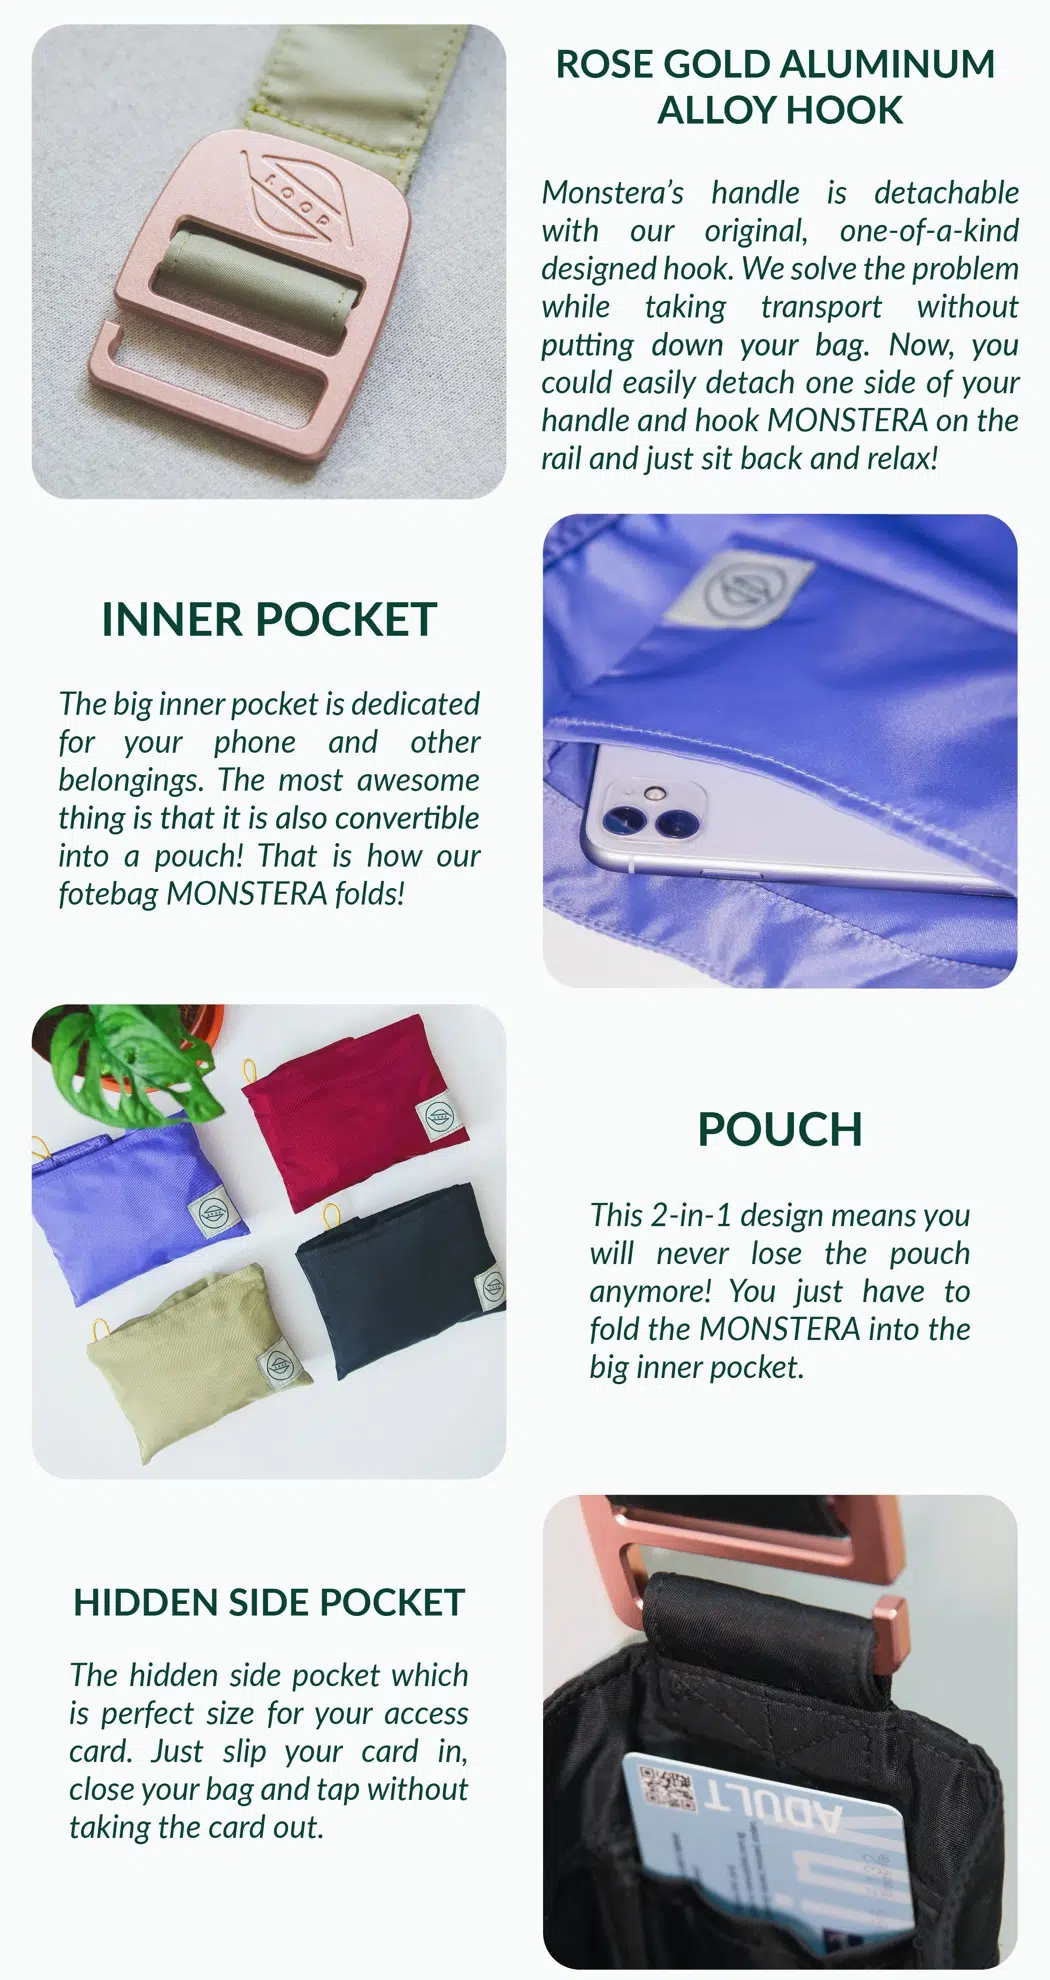 ROSE GOLD ALUMINUM
ALLOY HOOK
LOOP
Monstera’s handle is detachable
with our original, one-of-a-kind
designed hook. We solve the problem
while taking transport without
putting down your bag. Now, you
could easily detach one side of your
handle and hook MONSTERA on the
rail and just sit back and relax!
INNER POCKET
The big inner pocket is dedicated
for your phone and other
belongings. The most awesome
thing is that it is also convertible
into a pouch! That is how our
fotebag MONSTERA folds!
POUCH
This 2-in-1 design means you
will never lose the pouch
anymore! You just have to
fold the MONSTERA into the
big inner pocket.
HIDDEN SIDE POCKET
The hidden side pocket which
is perfect size for your access
card. Just slip your card in,
close your bag and tap without
taking the card out.
ADULT